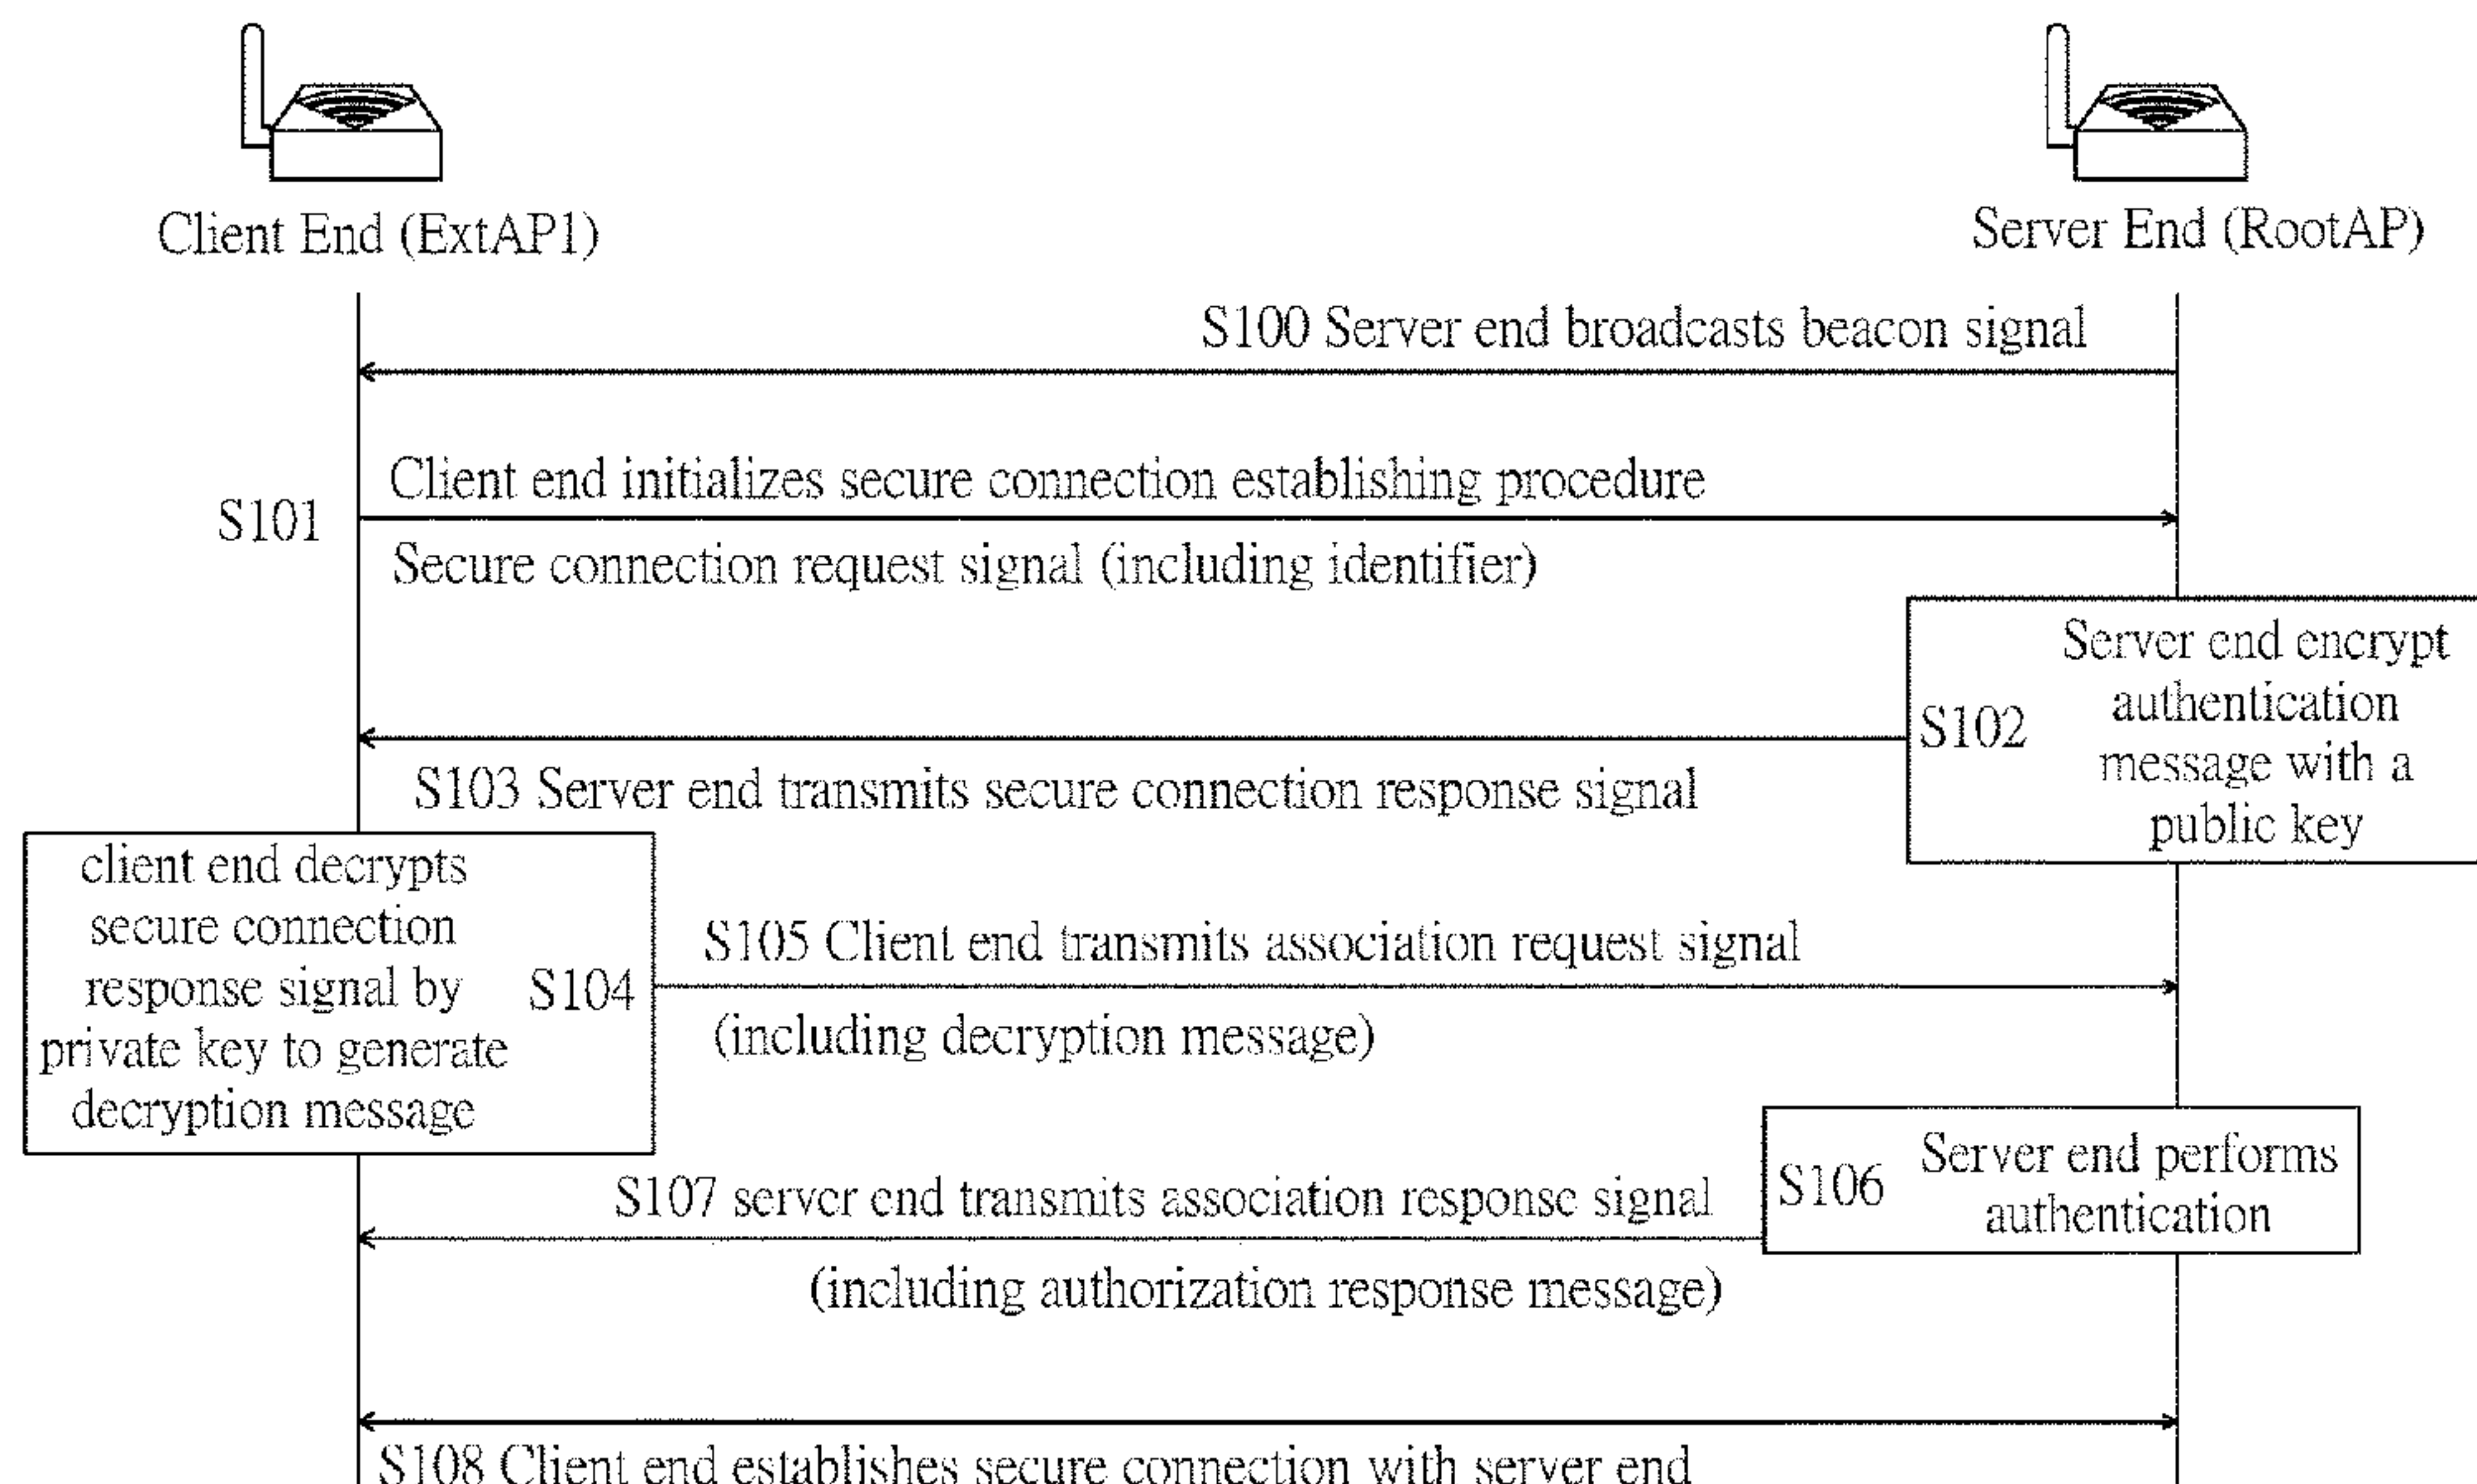 Client End (ExtAP1)
Server End (RootAP)
S100 Server end broadcasts beacon signal
Client end initializes secure connection establishing procedure
S101
Secure connection request signal (including identifier)
Server end encrypt
authentication
message with a
public key
S102
S103 Server end transmits secure connection response signal
client end decrypts
secure connection
response signal by
private key to generate
decryption message
S104
S105 Client end transmits association request signal
(including decryption message)
S106
Server end performs
authentication
S107 server end transmits association response signal
(including authorization response message)
S108 Client end establishes secure connection with server end